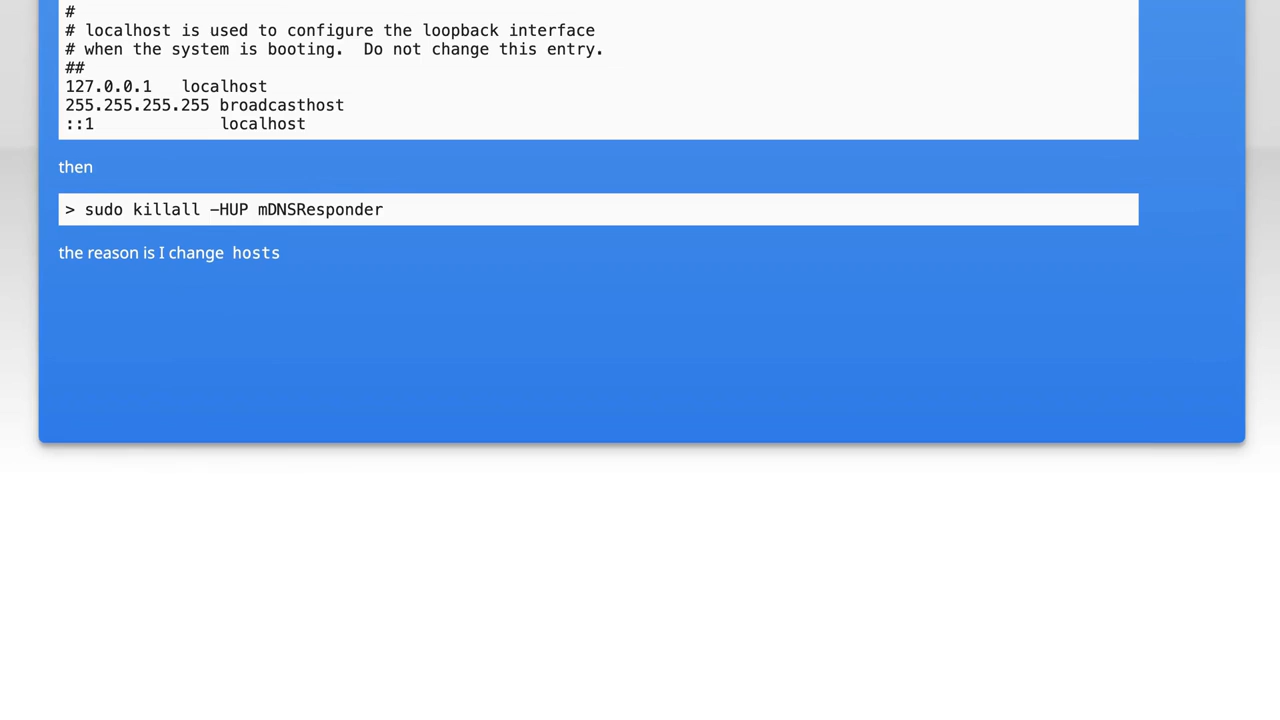 #
# localhost is used to configure the loopback interface
# when the system is booting.  Do not change this entry.
##
127.0.0.1   localhost
255.255.255.255 broadcasthost
::1             localhost
then
> sudo killall -HUP mDNSResponder
the reason is I change hosts